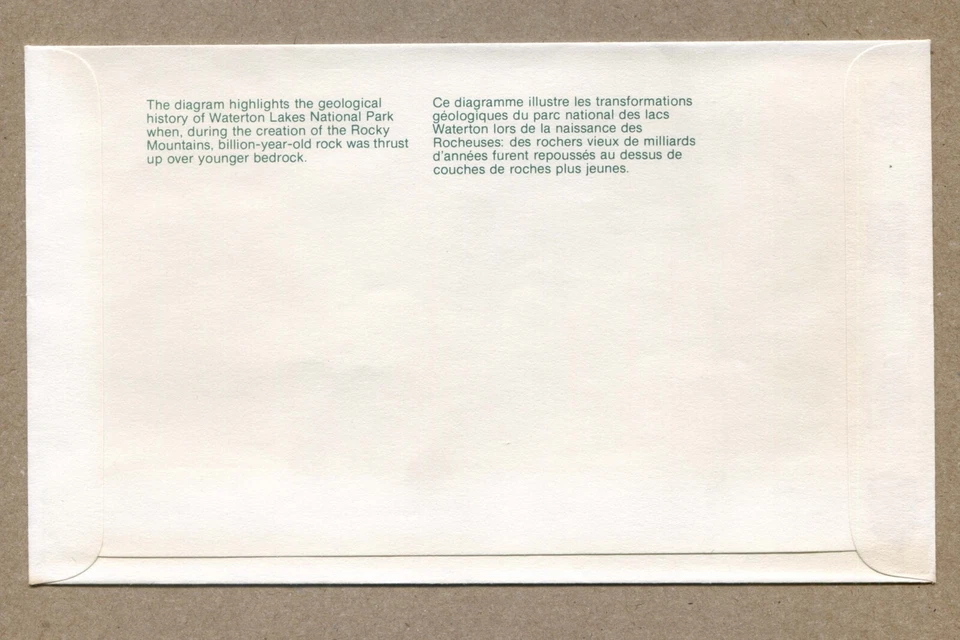 The diagram highlights the geological
history of Waterton Lakes National Park
when, during the creation of the Rocky
Mountains, billion-year-old rock was thrust
up over younger bedrock.
Ce diagramme illustre les transformations
géologiques du parc national des lacs
Waterton lors de la naissance des
Rocheuses: des rochers vieux de milliards
d'années furent repoussés au dessus de
couches de roches plus jeunes.